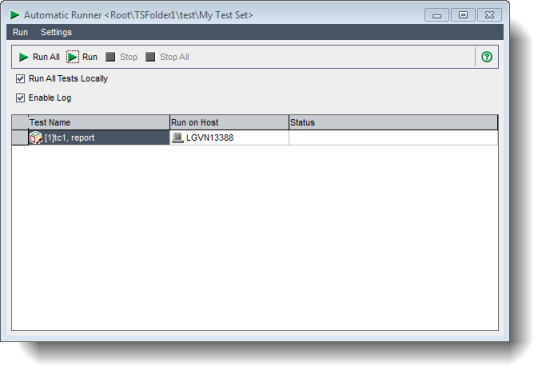 Automatic Runner <Root\TSFolder1\test\My Test Set>
Run Settings
Run All Run Stop Stop All ?
Run All Tests Locally
Enable Log
Test Name Run on Host Status
[1]tc1, report LGVN13388